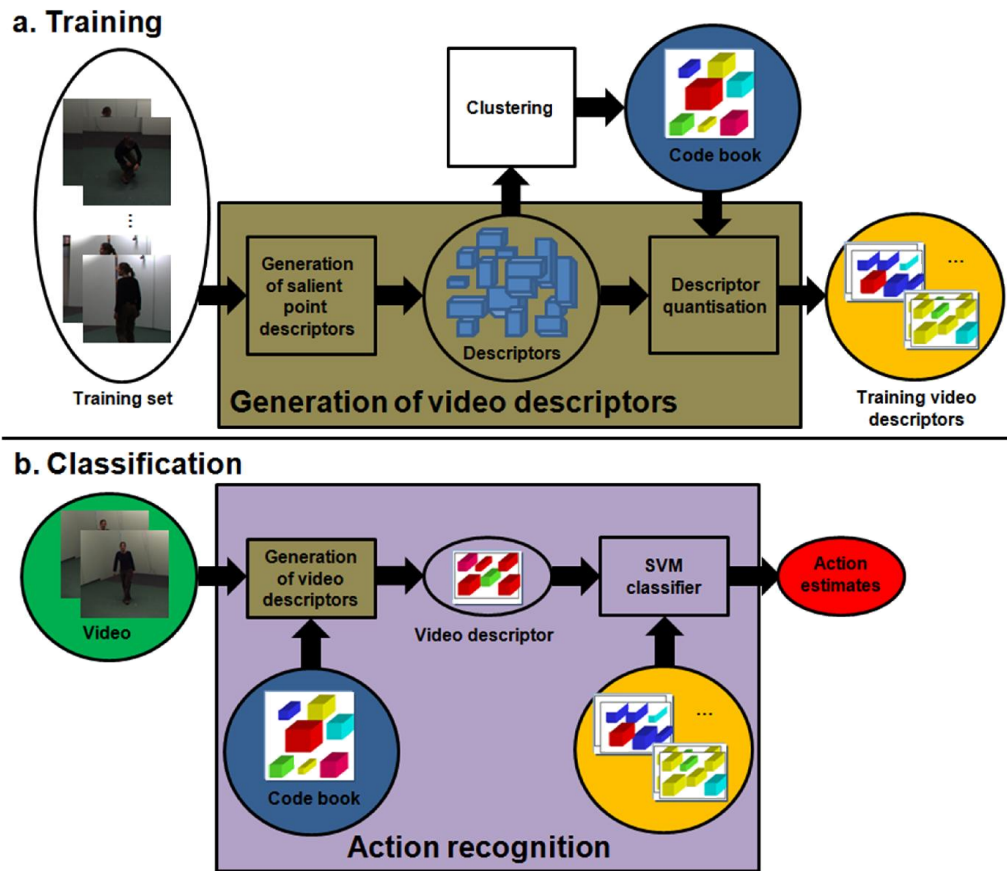 a. Training
Clustering
Code book
Generation
of salient
point
descriptors
Descriptors
Descriptor
quantisation
...
...
Training set
Generation of video descriptors
Training video
descriptors
b. Classification
Video
Generation
of video
descriptors
Video descriptor
SVM
classifier
Action
estimates
Code book
...
Action recognition